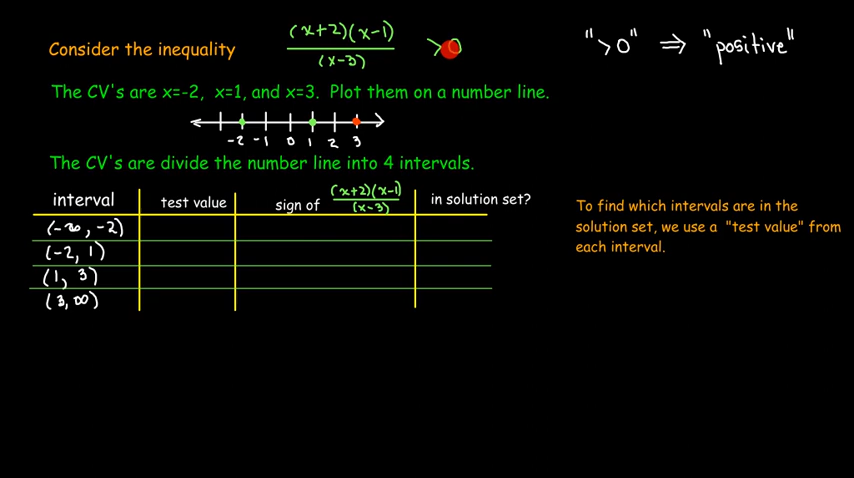 Consider the inequality (x+2)(x-1)/(x-3) >0
">0" ⇒ "positive"
The CV's are x=-2, x=1, and x=3. Plot them on a number line.
-2 -1 0 1 2 3
The CV's are divide the number line into 4 intervals.
interval test value sign of (x+2)(x-1)/(x-3) in solution set?
(-∞, -2)
(-2, 1)
(1, 3)
(3, ∞)
To find which intervals are in the
solution set, we use a "test value" from
each interval.